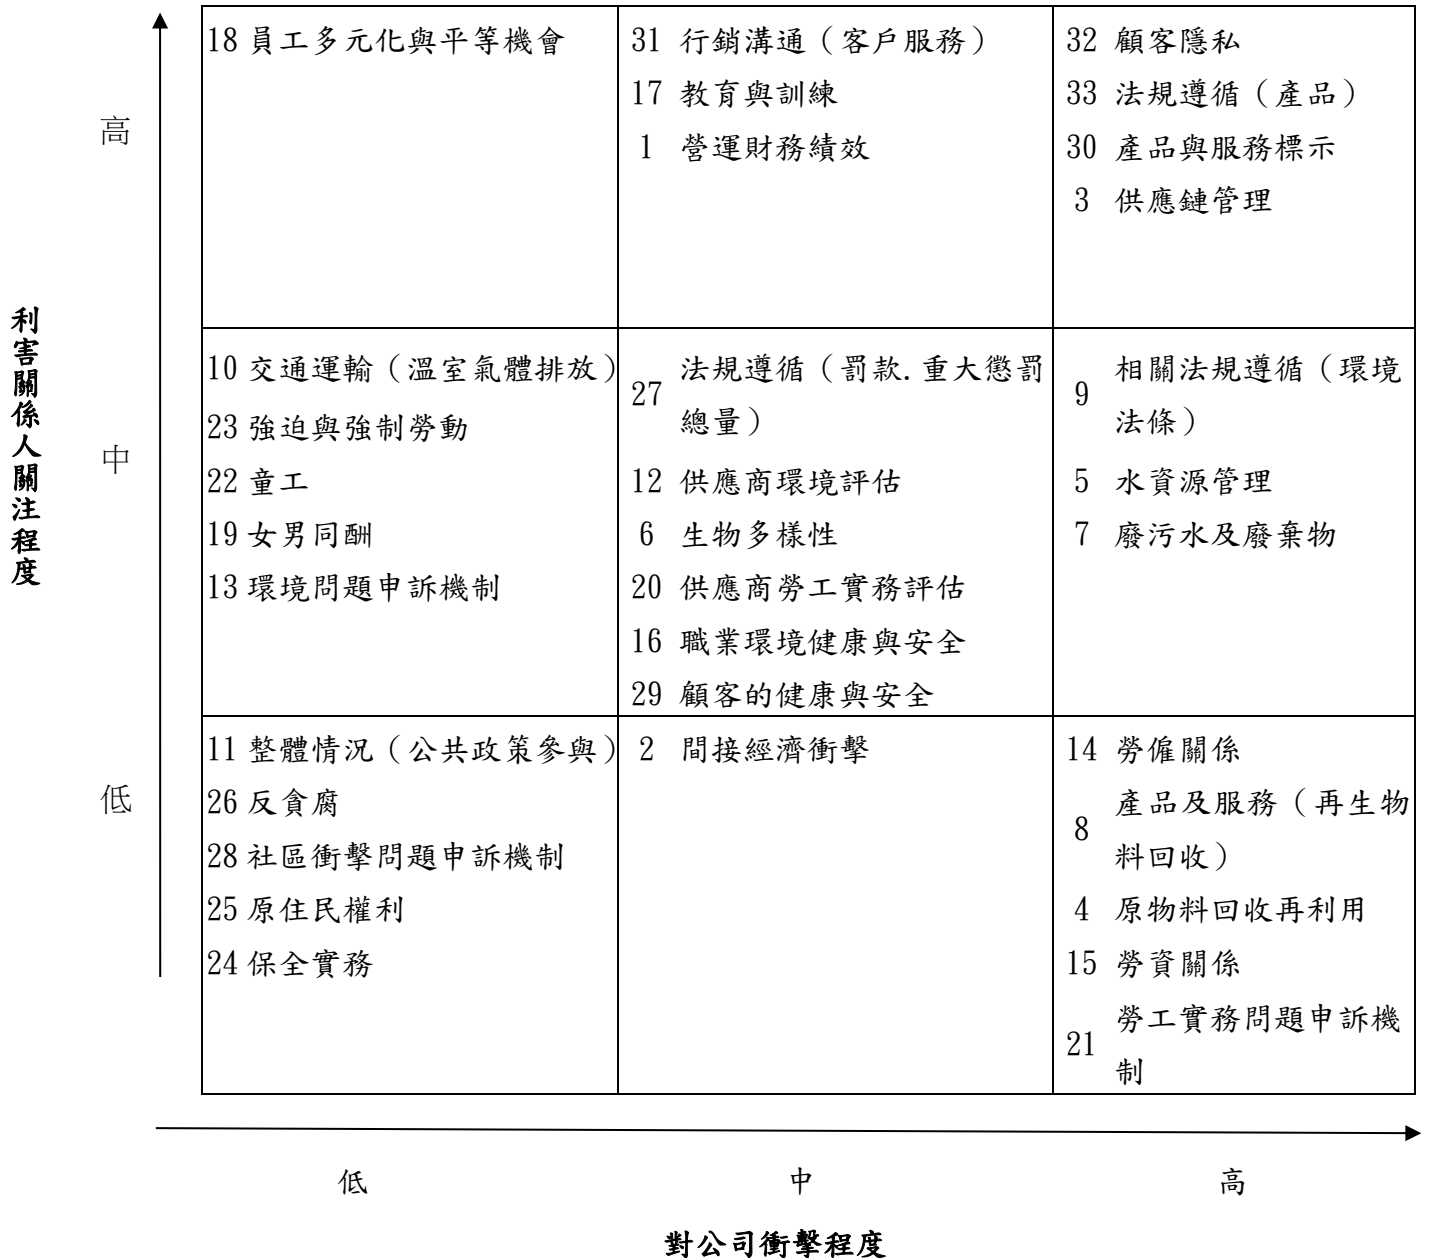 利害關係人關注程度
高
18 員工多元化與平等機會
31 行銷溝通（客戶服務）
17 教育與訓練
1 營運財務績效
32 顧客隱私
33 法規遵循（產品）
30 產品與服務標示
3 供應鏈管理
中
10 交通運輸（溫室氣體排放）
23 強迫與強制勞動
22 童工
19 女男同酬
13 環境問題申訴機制
27 法規遵循（罰款.重大懲罰
總量）
12 供應商環境評估
6 生物多樣性
20 供應商勞工實務評估
16 職業環境健康與安全
29 顧客的健康與安全
9 相關法規遵循（環境
法條）
5 水資源管理
7 廢污水及廢棄物
低
11 整體情況（公共政策參與）
26 反貪腐
28 社區衝擊問題申訴機制
25 原住民權利
24 保全實務
2 間接經濟衝擊
14 勞僱關係
8 產品及服務（再生物
料回收）
4 原物料回收再利用
15 勞資關係
21 勞工實務問題申訴機
制
低
中
高
對公司衝擊程度